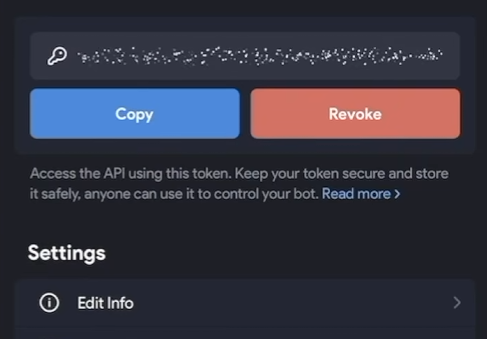 Copy
Revoke
Access the API using this token. Keep your token secure and store
it safely, anyone can use it to control your bot. Read more >
Settings
Edit Info